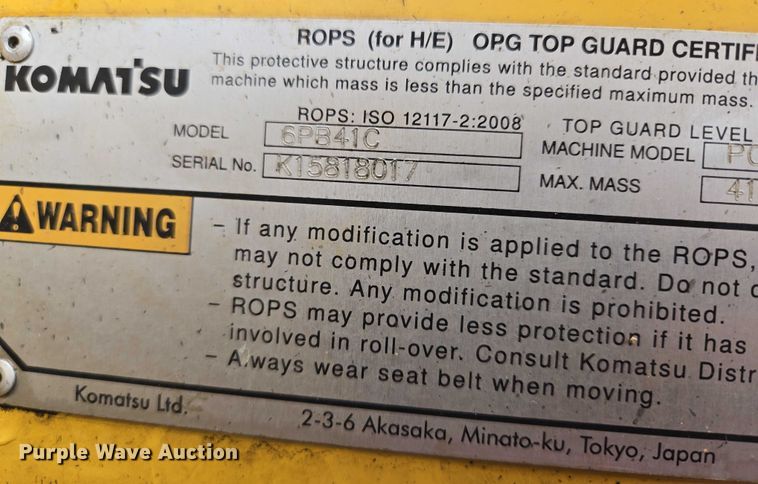 ROPS (for H/E) OPG TOP GUARD CERTIFI
KOMATSU
This protective structure complies with the standard provided th
machine which mass is less than the specified maximum mass.
ROPS: ISO 12117-2:2008
TOP GUARD LEVEL
MODEL 6PB41C
MACHINE MODEL PC
SERIAL No. K15818017
MAX. MASS 41
WARNING
- If any modification is applied to the ROPS,
may not comply with the standard. Do not
structure. Any modification is prohibited.
- ROPS may provide less protection if it has
involved in roll-over. Consult Komatsu Distr
- Always wear seat belt when moving.
Komatsu Ltd.
2-3-6 Akasaka, Minato-ku, Tokyo, Japan
Purple Wave Auction